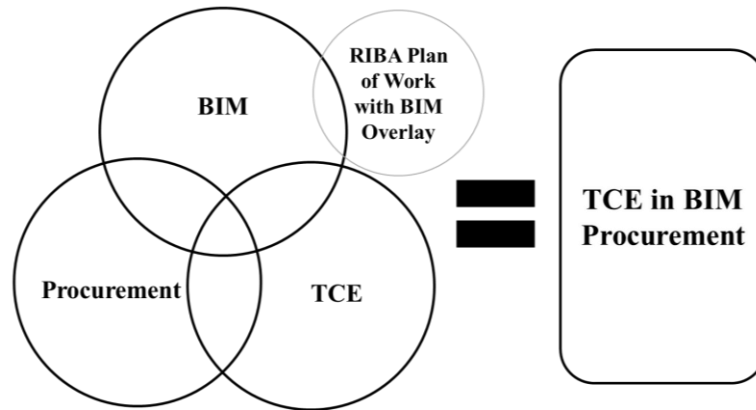 BIM
RIBA Plan
of Work
with BIM
Overlay
Procurement
TCE
TCE in BIM
Procurement